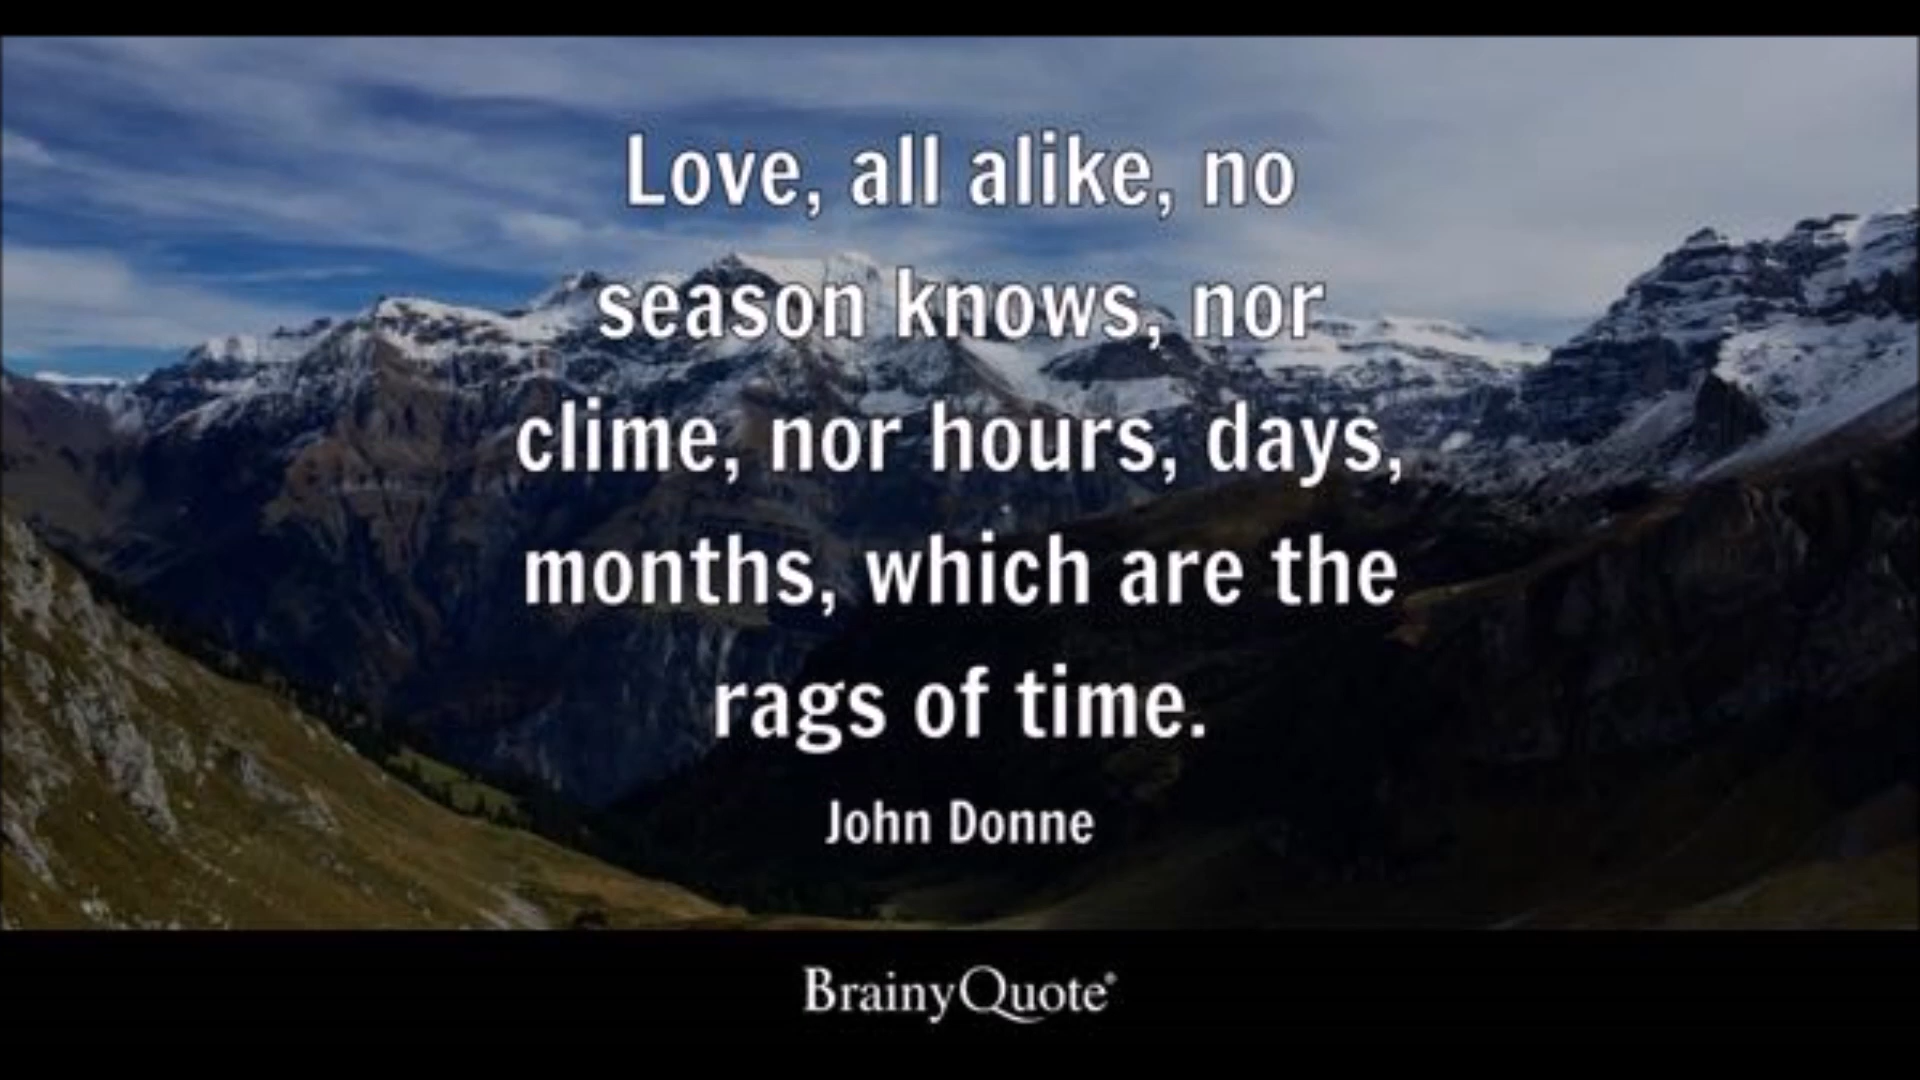 Love, all alike, no
season knows, nor
clime, nor hours, days,
months, which are the
rags of time.
John Donne
BrainyQuote®